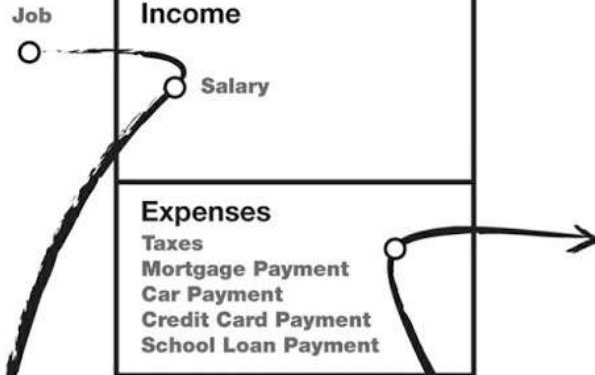 Job
Income
Salary
Expenses
Taxes
Mortgage Payment
Car Payment
Credit Card Payment
School Loan Payment